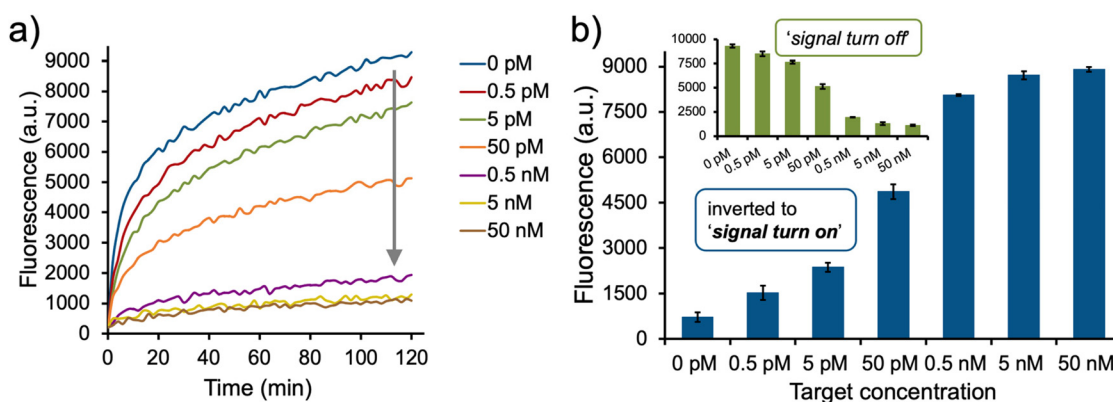 a)
9000
8000
7000
6000
5000
4000
3000
2000
1000
0
Fluorescence (a.u.)
0 20 40 60 80 100 120
Time (min)
0 pM
0.5 pM
5 pM
50 pM
0.5 nM
5 nM
50 nM
b)
9000
7500
6000
4500
3000
1500
0
Fluorescence (a.u.)
10000
7500
5000
2500
0
0 pM 0.5 pM 5 pM 50 pM 0.5 nM 5 nM 50 nM
'signal turn off'
inverted to
'signal turn on'
0 pM 0.5 pM 5 pM 50 pM 0.5 nM 5 nM 50 nM
Target concentration